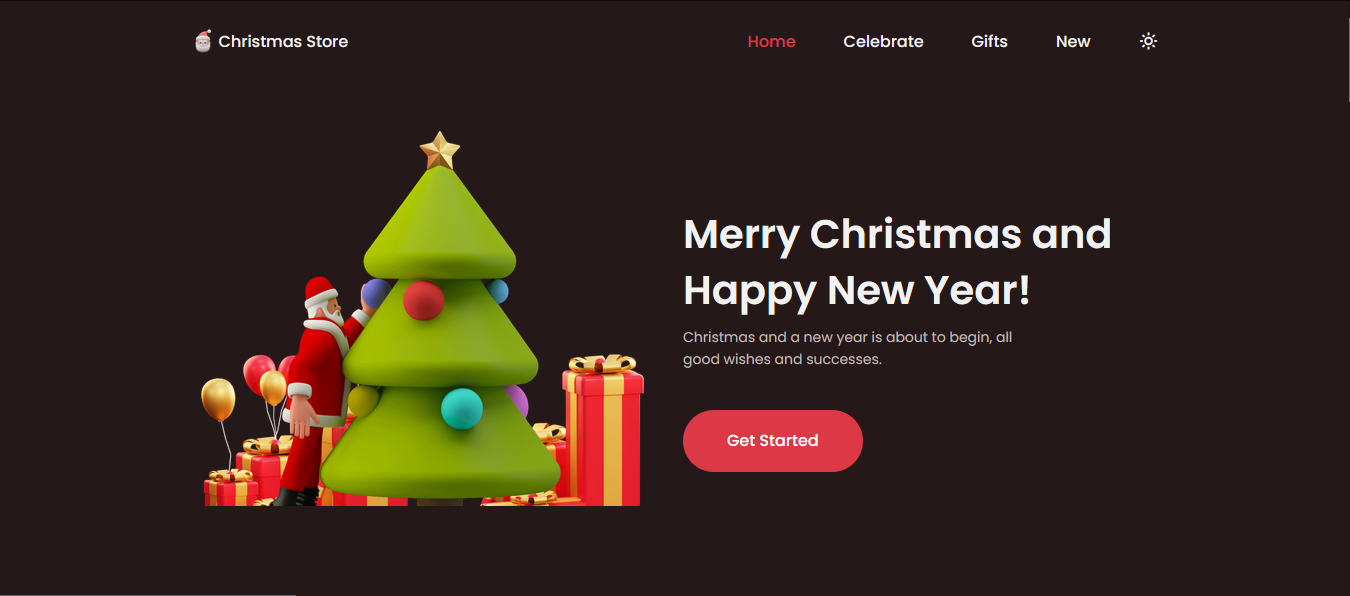 Christmas Store
Home Celebrate Gifts New
Merry Christmas and
Happy New Year!
Christmas and a new year is about to begin, all
good wishes and successes.
Get Started